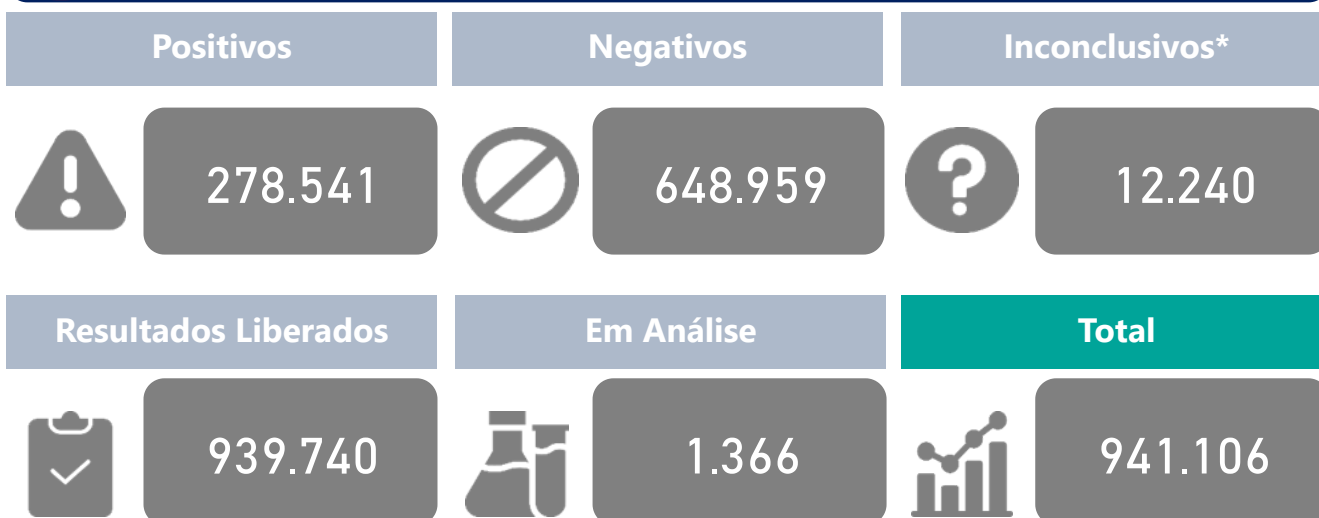 Positivos
Negativos
Inconclusivos*
278.541
648.959
12.240
Resultados Liberados
Em Análise
Total
939.740
1.366
941.106